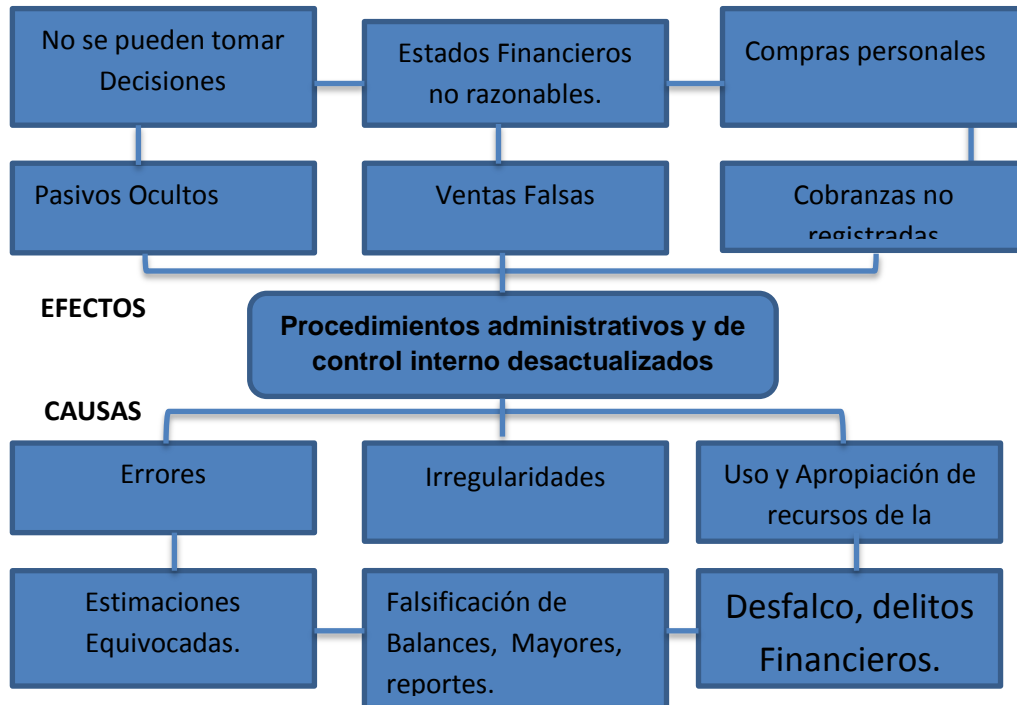 No se pueden tomar
Decisiones
Estados Financieros
no razonables.
Compras personales
Pasivos Ocultos
Ventas Falsas
Cobranzas no
registradas
EFECTOS
Procedimientos administrativos y de
control interno desactualizados
CAUSAS
Errores
Irregularidades
Uso y Apropiación de
recursos de la
Estimaciones
Equivocadas.
Falsificación de
Balances, Mayores,
reportes.
Desfalco, delitos
Financieros.